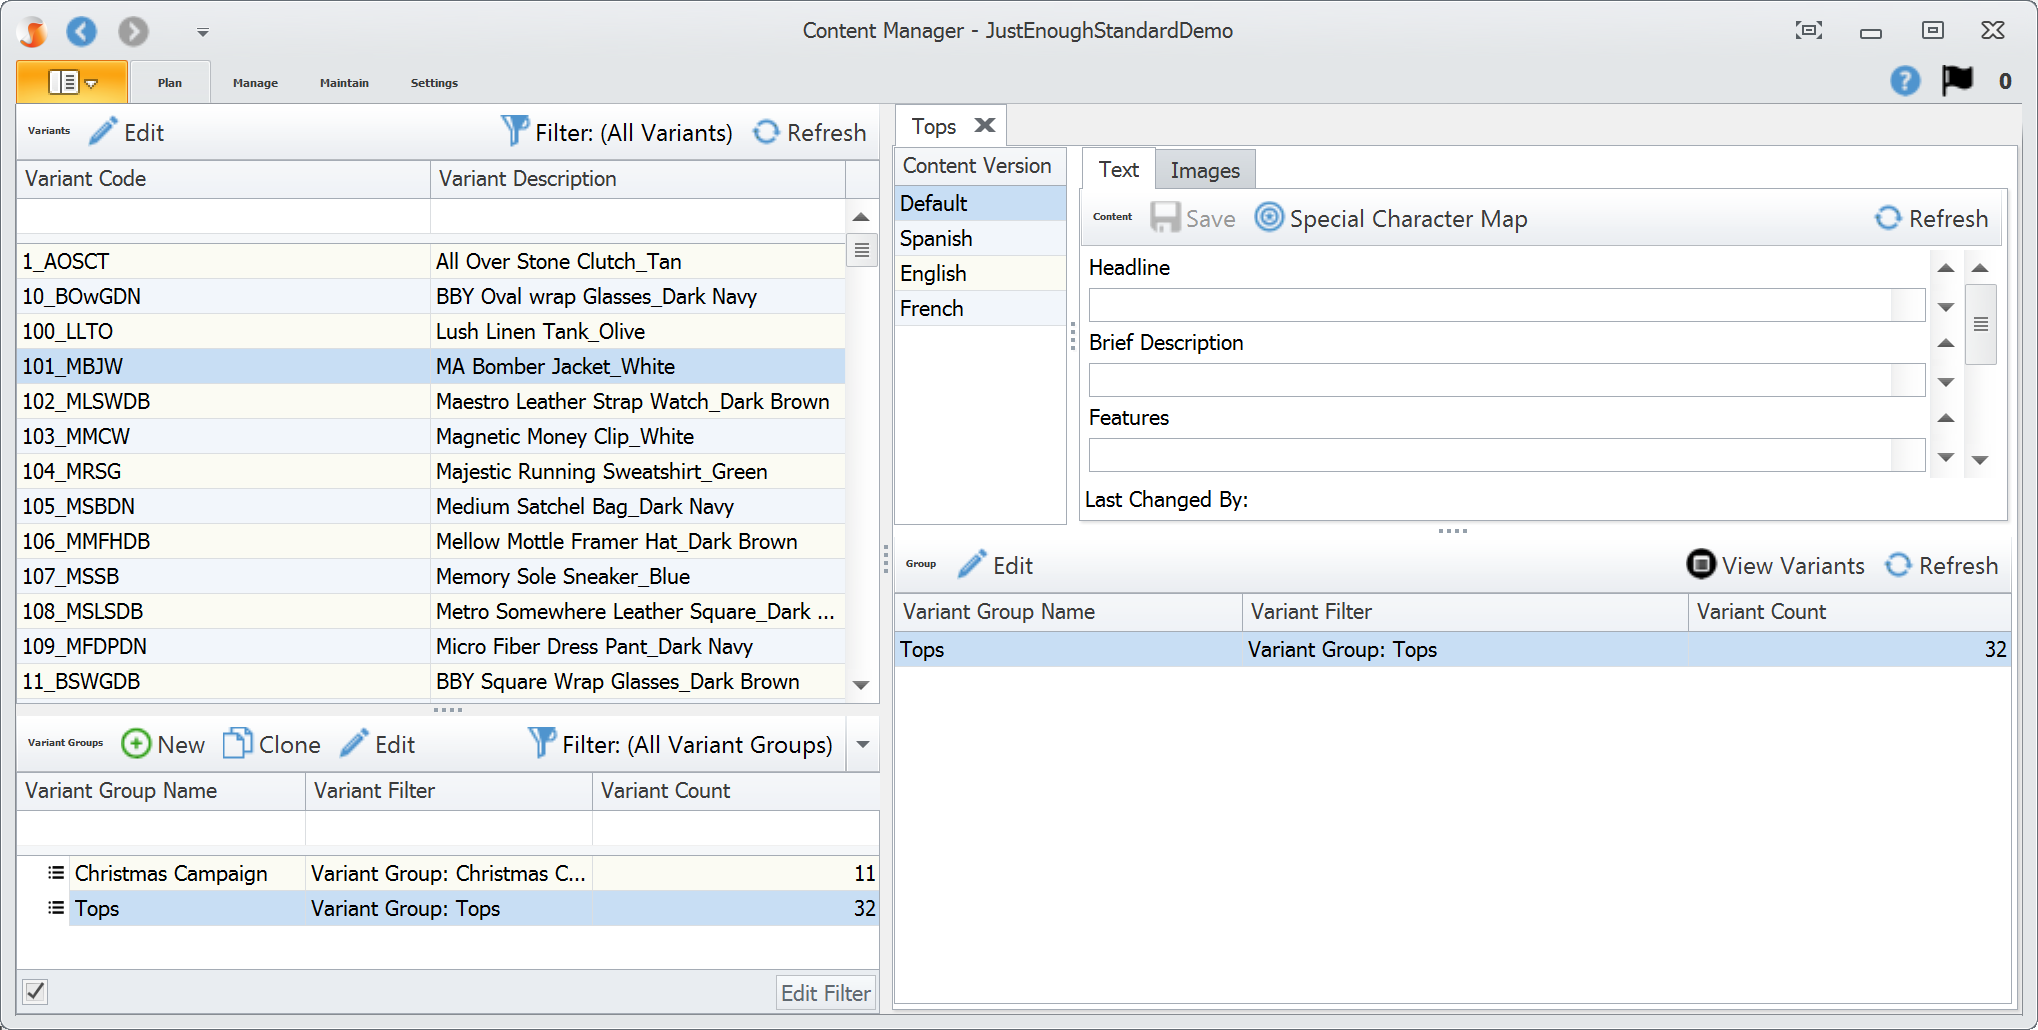 Content Manager - JustEnoughStandardDemo
Plan Manage Maintain Settings
0
Variants Edit Filter: (All Variants) Refresh
Variant Code Variant Description
1_AOSCT All Over Stone Clutch_Tan
10_BOwGDN BBY Oval wrap Glasses_Dark Navy
100_LLTO Lush Linen Tank_Olive
101_MBJW MA Bomber Jacket_White
102_MLSWDB Maestro Leather Strap Watch_Dark Brown
103_MMCW Magnetic Money Clip_White
104_MRSG Majestic Running Sweatshirt_Green
105_MSBDN Medium Satchel Bag_Dark Navy
106_MMFHDB Mellow Mottle Framer Hat_Dark Brown
107_MSSB Memory Sole Sneaker_Blue
108_MSLSDB Metro Somewhere Leather Square_Dark ...
109_MFDPDN Micro Fiber Dress Pant_Dark Navy
11_BSWGDB BBY Square Wrap Glasses_Dark Brown
Variant Groups New Clone Edit Filter: (All Variant Groups)
Variant Group Name Variant Filter Variant Count
Christmas Campaign Variant Group: Christmas C... 11
Tops Variant Group: Tops 32
Edit Filter
Tops
Content Version
Default
Spanish
English
French
Text Images
Content Save Special Character Map Refresh
Headline
Brief Description
Features
Last Changed By:
Group Edit View Variants Refresh
Variant Group Name Variant Filter Variant Count
Tops Variant Group: Tops 32